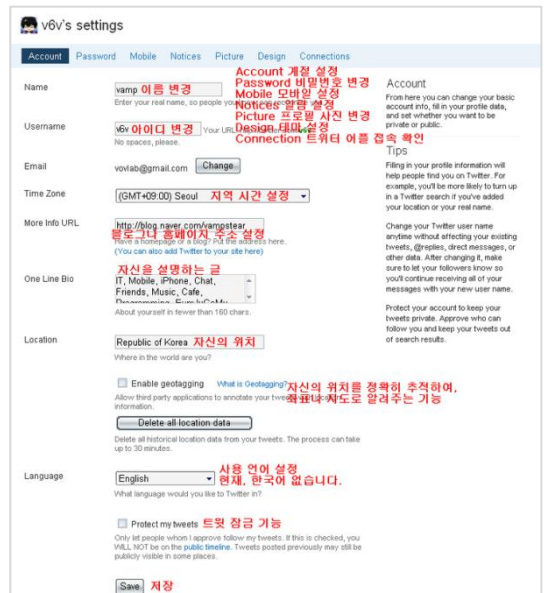 v6v's settings
Account Password Mobile Notices Picture Design Connections
Account 계절 설정
Password 비밀번호 변경
Mobile 모바일 설정
Notices 알람 설정
Picture 프로필 사진 변경
Design 테마 설정
Connection 트위터 어플 접속 확인
Name
vamp 이름 변경
Enter your real name, so people you
Username
v6v 아이디 변경 Your URL
No spaces, please.
Email
vovlab@gmail.com Change
Time Zone
(GMT+09:00) Seoul 지역 시간 설정
More Info URL
http://blog.naver.com/vampstear
블로그나 홈페이지 주소 설정
Have a homepage or a blog? Put the address here.
(You can also add Twitter to your site here)
One Line Bio
자신을 설명하는 글
IT, Mobile, iPhone, Chat,
Friends, Music, Cafe,
About yourself in fewer than 160 chars.
Location
Republic of Korea 자신의 위치
Where in the world are you?
Enable geotagging What is Geotagging?
자신의 위치를 정확히 추적하여,
좌표나 지도로 알려주는 기능
Allow third party applications to annotate your tweets
information.
Delete all location data
Delete all historical location data from your tweets. The process can take
up to 30 minutes.
Language
English
사용 언어 설정
현재, 한국어 없습니다.
What language would you like to Twitter in?
Protect my tweets 트윗 잠금 기능
Only let people whom I approve follow my tweets. If this is checked, you
WILL NOT be on the public timeline. Tweets posted previously may still be
publicly visible in some places.
Save 저장
Account
From here you can change your basic
account info, fill in your profile data,
and set whether you want to be
private or public.
Tips
Filling in your profile information will
help people find you on Twitter. For
example, you'll be more likely to turn up
in a Twitter search if you've added
your location or your real name.
Change your Twitter user name
anytime without affecting your existing
tweets, @replies, direct messages, or
other data. After changing it, make
sure to let your followers know so
you'll continue receiving all of your
messages with your new user name.
Protect your account to keep your
tweets private. Approve who can
follow you and keep your tweets out
of search results.